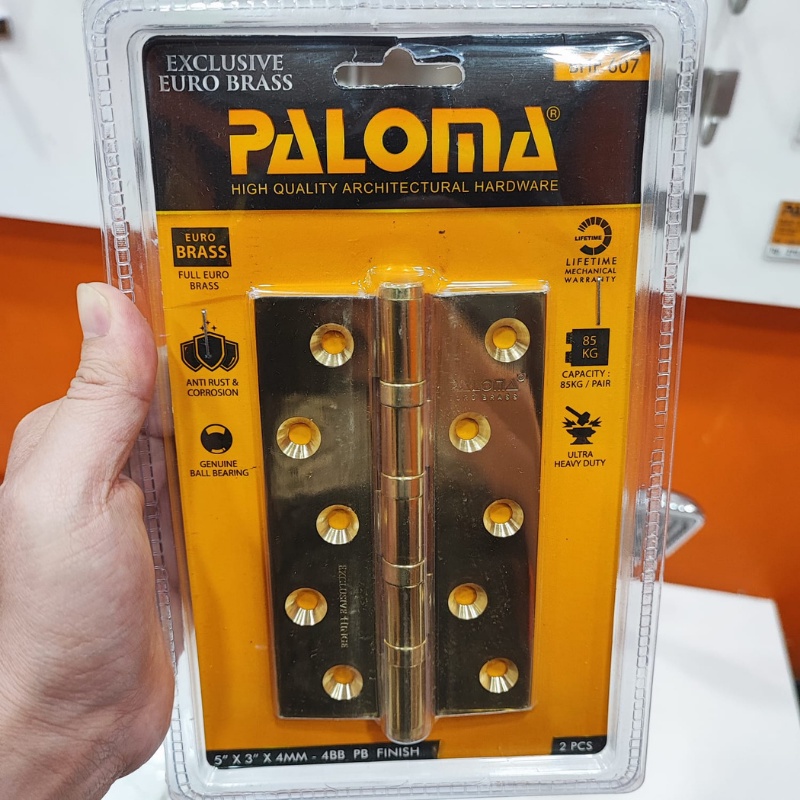 EXCLUSIVE
EURO BRASS
PALOMA®
HIGH QUALITY ARCHITECTURAL HARDWARE
EURO
BRASS
FULL EURO
BRASS
ANTI RUST &
CORROSION
GENUINE
BALL BEARING
LIFETIME
LIFETIME
MECHANICAL
WARRANTY
85
KG
CAPACITY :
85KG / PAIR
ULTRA
HEAVY DUTY
PALOMA
EURO BRASS
EXCLUSIVE HINGE
5" X 3" X 4MM - 4BB PB FINISH
2 PCS